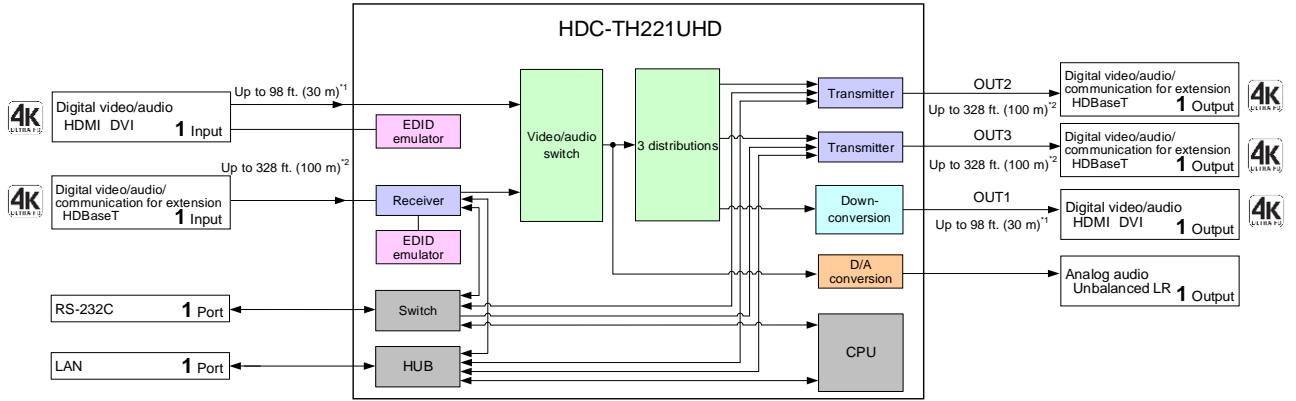 HDC-TH221UHD
4K
Digital video/audio
HDMI DVI 1 Input
Up to 98 ft. (30 m)*1
EDID
emulator
Up to 328 ft. (100 m)*2
4K
Digital video/audio/
communication for extension
HDBaseT
1 Input
Receiver
EDID
emulator
RS-232C 1 Port
Switch
LAN 1 Port
HUB
Video/audio
switch
3 distributions
Transmitter
OUT2
Up to 328 ft. (100 m)*2
Digital video/audio/
communication for extension
HDBaseT 1 Output
4K
Transmitter
OUT3
Up to 328 ft. (100 m)*2
Digital video/audio/
communication for extension
HDBaseT 1 Output
4K
Down-
conversion
OUT1
Up to 98 ft. (30 m)*1
Digital video/audio
HDMI DVI 1 Output
4K
D/A
conversion
Analog audio
Unbalanced LR 1 Output
CPU